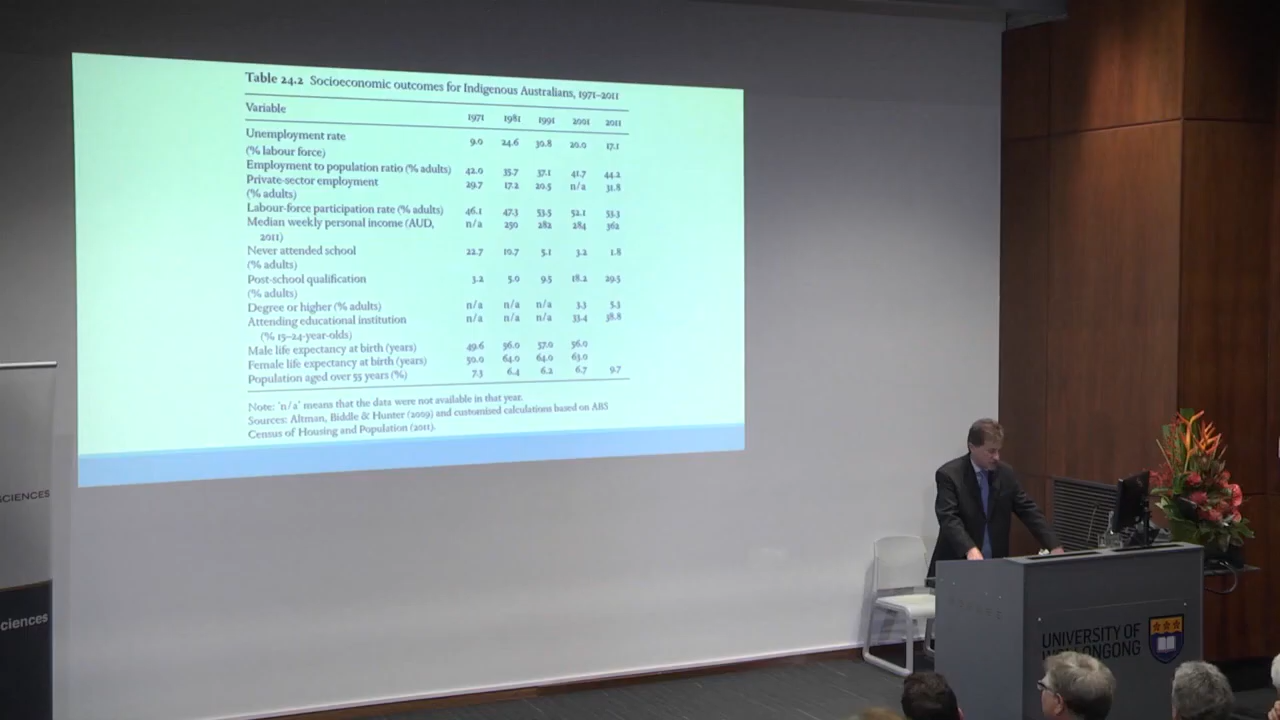 Table 24.2 Socioeconomic outcomes for Indigenous Australians, 1971–2011
Variable 1971 1981 1991 2001 2011
Unemployment rate
(% labour force) 9.0 24.6 30.8 20.0 17.1
Employment to population ratio (% adults) 42.0 35.7 37.1 41.7 44.2
Private-sector employment 29.7 17.2 20.5 n/a 31.8
(% adults)
Labour-force participation rate (% adults) 46.1 47.3 53.5 52.1 53.3
Median weekly personal income (AUD, n/a 250 282 284 362
2011)
Never attended school 22.7 10.7 5.1 3.2 1.8
(% adults)
Post-school qualification 3.2 5.0 9.5 18.2 29.5
(% adults)
Degree or higher (% adults) n/a n/a n/a 3.3 5.3
Attending educational institution n/a n/a n/a 33.4 38.8
(% 15–24-year-olds)
Male life expectancy at birth (years) 49.6 56.0 57.0 56.0
Female life expectancy at birth (years) 50.0 64.0 64.0 63.0
Population aged over 55 years (%) 7.3 6.4 6.2 6.7 9.7
Note: 'n/a' means that the data were not available in that year.
Sources: Altman, Biddle & Hunter (2009) and customised calculations based on ABS
Census of Housing and Population (2011).
SCIENCES
ciences
UNIVERSITY OF
WOLLONGONG